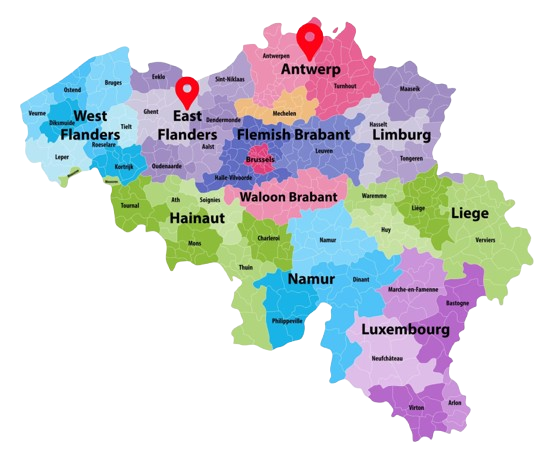 Antwerpen
Antwerp
Turnhout
Eekle
Sint-Niklaas
Maaseik
Ostend
Bruges
Veurne
Diksmuide
West
Flanders
Tielt
Roeselare
Ieper
Kortrijk
Ghent
East
Flanders
Dendermonde
Aalst
Oudenaarde
Mechelen
Flemish Brabant
Brussels
Leuven
Halle-Vilvoorde
Hasselt
Limburg
Tongeren
Waloon Brabant
Waremme
Liege
Liege
Huy
Verviers
Tournai
Ath
Soignies
Hainaut
Mons
Charleroi
Thuin
Namur
Namur
Dinant
Philippeville
Marche-en-Famenne
Bastogne
Luxembourg
Neufchâteau
Virton
Arlon